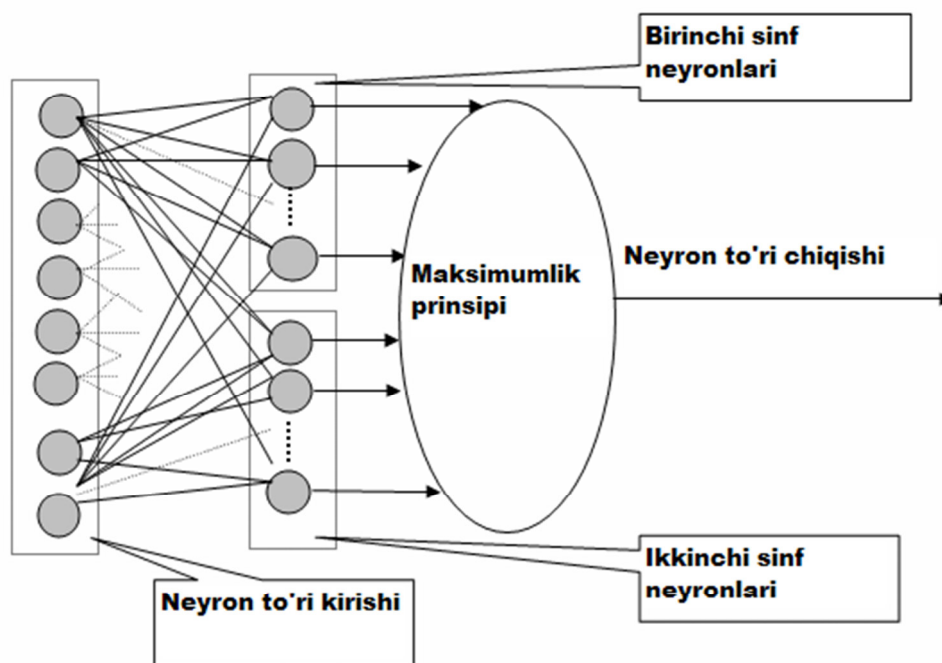 Birinchi sinf
neyronlari
Maksimumlik
prinsipi
Neyron to'ri chiqishi
Ikkinchi sinf
neyronlari
Neyron to'ri kirishi